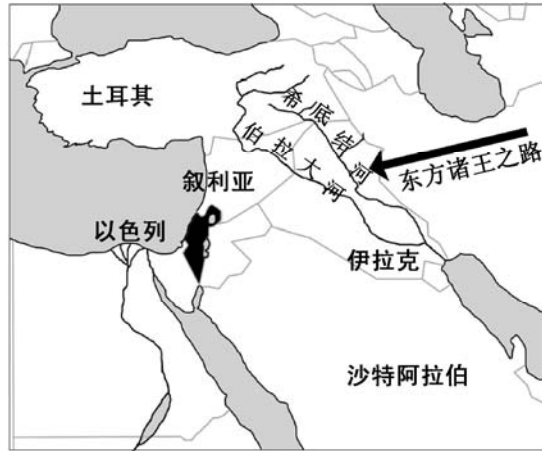 土耳其
希底结河
伯拉大河
叙利亚
东方诸王之路
以色列
伊拉克
沙特阿拉伯